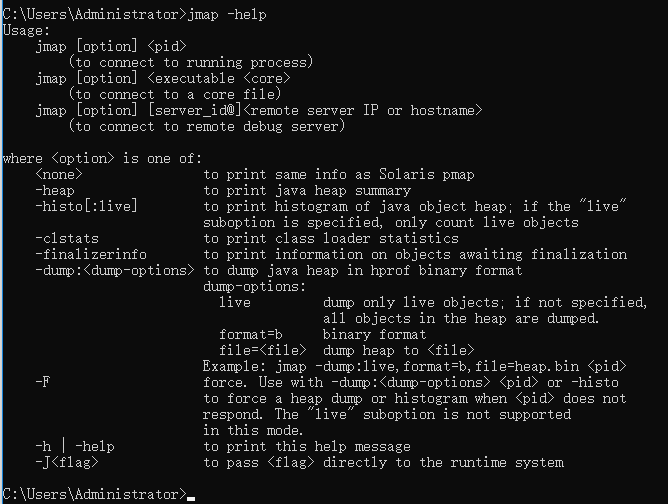 C:\Users\Administrator>jmap -help
Usage:
    jmap [option] <pid>
        (to connect to running process)
    jmap [option] <executable <core>
        (to connect to a core file)
    jmap [option] [server_id@]<remote server IP or hostname>
        (to connect to remote debug server)

where <option> is one of:
    <none>               to print same info as Solaris pmap
    -heap                to print java heap summary
    -histo[:live]        to print histogram of java object heap; if the "live"
                         suboption is specified, only count live objects
    -clstats             to print class loader statistics
    -finalizerinfo       to print information on objects awaiting finalization
    -dump:<dump-options> to dump java heap in hprof binary format
                         dump-options:
                           live         dump only live objects; if not specified,
                                        all objects in the heap are dumped.
                           format=b     binary format
                           file=<file>  dump heap to <file>
                         Example: jmap -dump:live,format=b,file=heap.bin <pid>
    -F                   force. Use with -dump:<dump-options> <pid> or -histo
                         to force a heap dump or histogram when <pid> does not
                         respond. The "live" suboption is not supported
                         in this mode.
    -h | -help           to print this help message
    -J<flag>             to pass <flag> directly to the runtime system

C:\Users\Administrator>